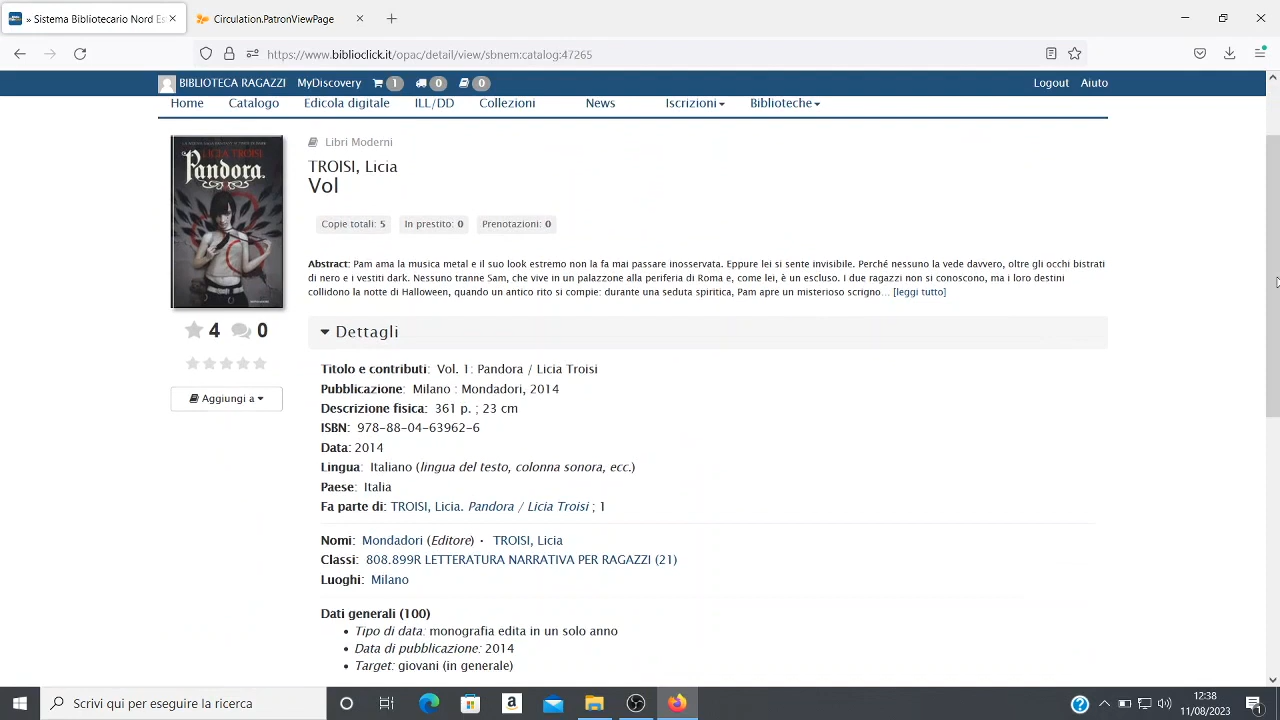 » Sistema Bibliotecario Nord Es
Circulation.PatronViewPage
https://www.biblioclick.it/opac/detail/view/sbnem:catalog:47265
BIBLIOTECA RAGAZZI MyDiscovery 1 0 0 Logout Aiuto
Home Catalogo Edicola digitale ILL/DD Collezioni News Iscrizioni Biblioteche
LICIA TROISI
Pandora
Libri Moderni
TROISI, Licia
Vol
Copie totali: 5 In prestito: 0 Prenotazioni: 0
Abstract: Pam ama la musica metal e il suo look estremo non la fa mai passare inosservata. Eppure lei si sente invisibile. Perché nessuno la vede davvero, oltre gli occhi bistrati
di nero e i vestiti dark. Nessuno tranne Sam, che vive in un palazzone alla periferia di Roma e, come lei, è un escluso. I due ragazzi non si conoscono, ma i loro destini
collidono la notte di Halloween, quando un antico rito si compie: durante una seduta spiritica, Pam apre un misterioso scrigno... [leggi tutto]
4 0
Aggiungi a
Dettagli
Titolo e contributi: Vol. 1: Pandora / Licia Troisi
Pubblicazione: Milano : Mondadori, 2014
Descrizione fisica: 361 p. ; 23 cm
ISBN: 978-88-04-63962-6
Data: 2014
Lingua: Italiano (lingua del testo, colonna sonora, ecc.)
Paese: Italia
Fa parte di: TROISI, Licia. Pandora / Licia Troisi ; 1
Nomi: Mondadori (Editore) · TROISI, Licia
Classi: 808.899R LETTERATURA NARRATIVA PER RAGAZZI (21)
Luoghi: Milano
Dati generali (100)
• Tipo di data: monografia edita in un solo anno
• Data di pubblicazione: 2014
• Target: giovani (in generale)
Scrivi qui per eseguire la ricerca
12:38
11/08/2023